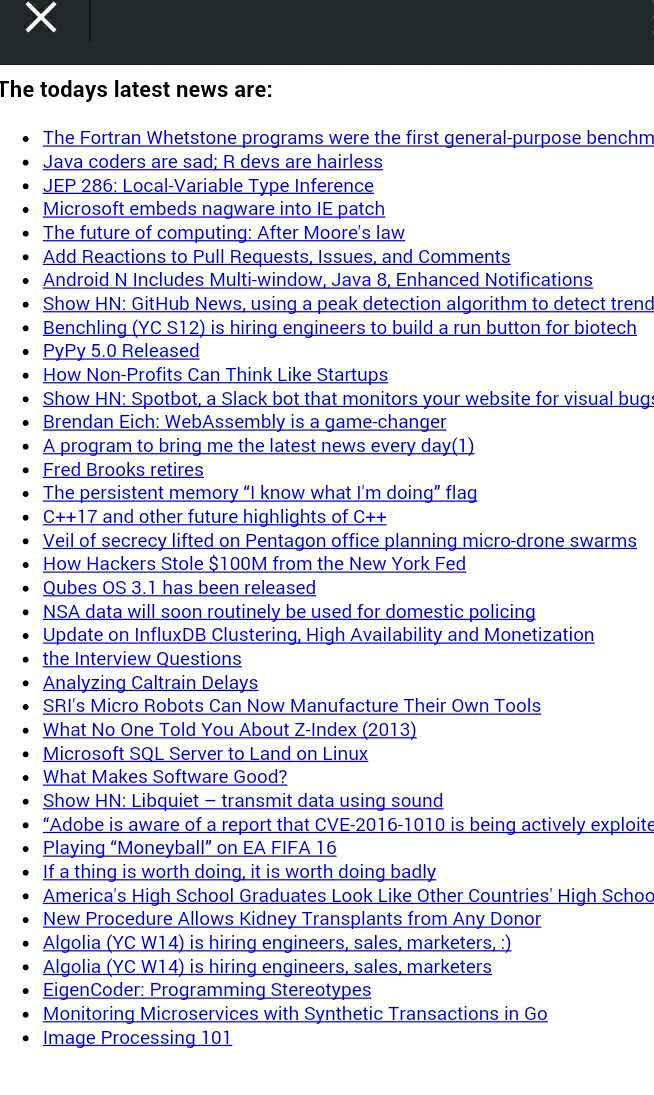 The todays latest news are:
The Fortran Whetstone programs were the first general-purpose benchm
Java coders are sad; R devs are hairless
JEP 286: Local-Variable Type Inference
Microsoft embeds nagware into IE patch
The future of computing: After Moore's law
Add Reactions to Pull Requests, Issues, and Comments
Android N Includes Multi-window, Java 8, Enhanced Notifications
Show HN: GitHub News, using a peak detection algorithm to detect trend
Benchling (YC S12) is hiring engineers to build a run button for biotech
PyPy 5.0 Released
How Non-Profits Can Think Like Startups
Show HN: Spotbot, a Slack bot that monitors your website for visual bugs
Brendan Eich: WebAssembly is a game-changer
A program to bring me the latest news every day(1)
Fred Brooks retires
The persistent memory “I know what I'm doing” flag
C++17 and other future highlights of C++
Veil of secrecy lifted on Pentagon office planning micro-drone swarms
How Hackers Stole $100M from the New York Fed
Qubes OS 3.1 has been released
NSA data will soon routinely be used for domestic policing
Update on InfluxDB Clustering, High Availability and Monetization
the Interview Questions
Analyzing Caltrain Delays
SRI's Micro Robots Can Now Manufacture Their Own Tools
What No One Told You About Z-Index (2013)
Microsoft SQL Server to Land on Linux
What Makes Software Good?
Show HN: Libquiet – transmit data using sound
“Adobe is aware of a report that CVE-2016-1010 is being actively exploite
Playing “Moneyball” on EA FIFA 16
If a thing is worth doing, it is worth doing badly
America's High School Graduates Look Like Other Countries' High Schoo
New Procedure Allows Kidney Transplants from Any Donor
Algolia (YC W14) is hiring engineers, sales, marketers, :)
Algolia (YC W14) is hiring engineers, sales, marketers
EigenCoder: Programming Stereotypes
Monitoring Microservices with Synthetic Transactions in Go
Image Processing 101